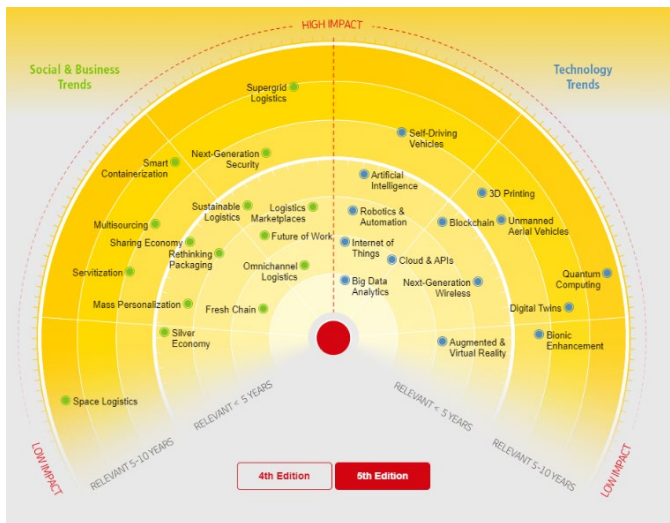 HIGH IMPACT
Social & Business
Trends
Technology
Trends
Supergrid
Logistics
Self-Driving
Vehicles
Next-Generation
Security
Smart
Containerization
Artificial
Intelligence
3D Printing
Sustainable
Logistics
Logistics
Marketplaces
Robotics &
Automation
Blockchain
Unmanned
Aerial Vehicles
Multisourcing
Sharing Economy
Future of Work
Internet of
Things
Rethinking
Packaging
Cloud & APIs
Servitization
Omnichannel
Logistics
Big Data
Analytics
Next-Generation
Wireless
Quantum
Computing
Mass Personalization
Fresh Chain
Digital Twins
Silver
Economy
Augmented &
Virtual Reality
Bionic
Enhancement
Space Logistics
RELEVANT < 5 YEARS
RELEVANT < 5 YEARS
RELEVANT 5-10 YEARS
RELEVANT 5-10 YEARS
LOW IMPACT
LOW IMPACT
4th Edition
5th Edition